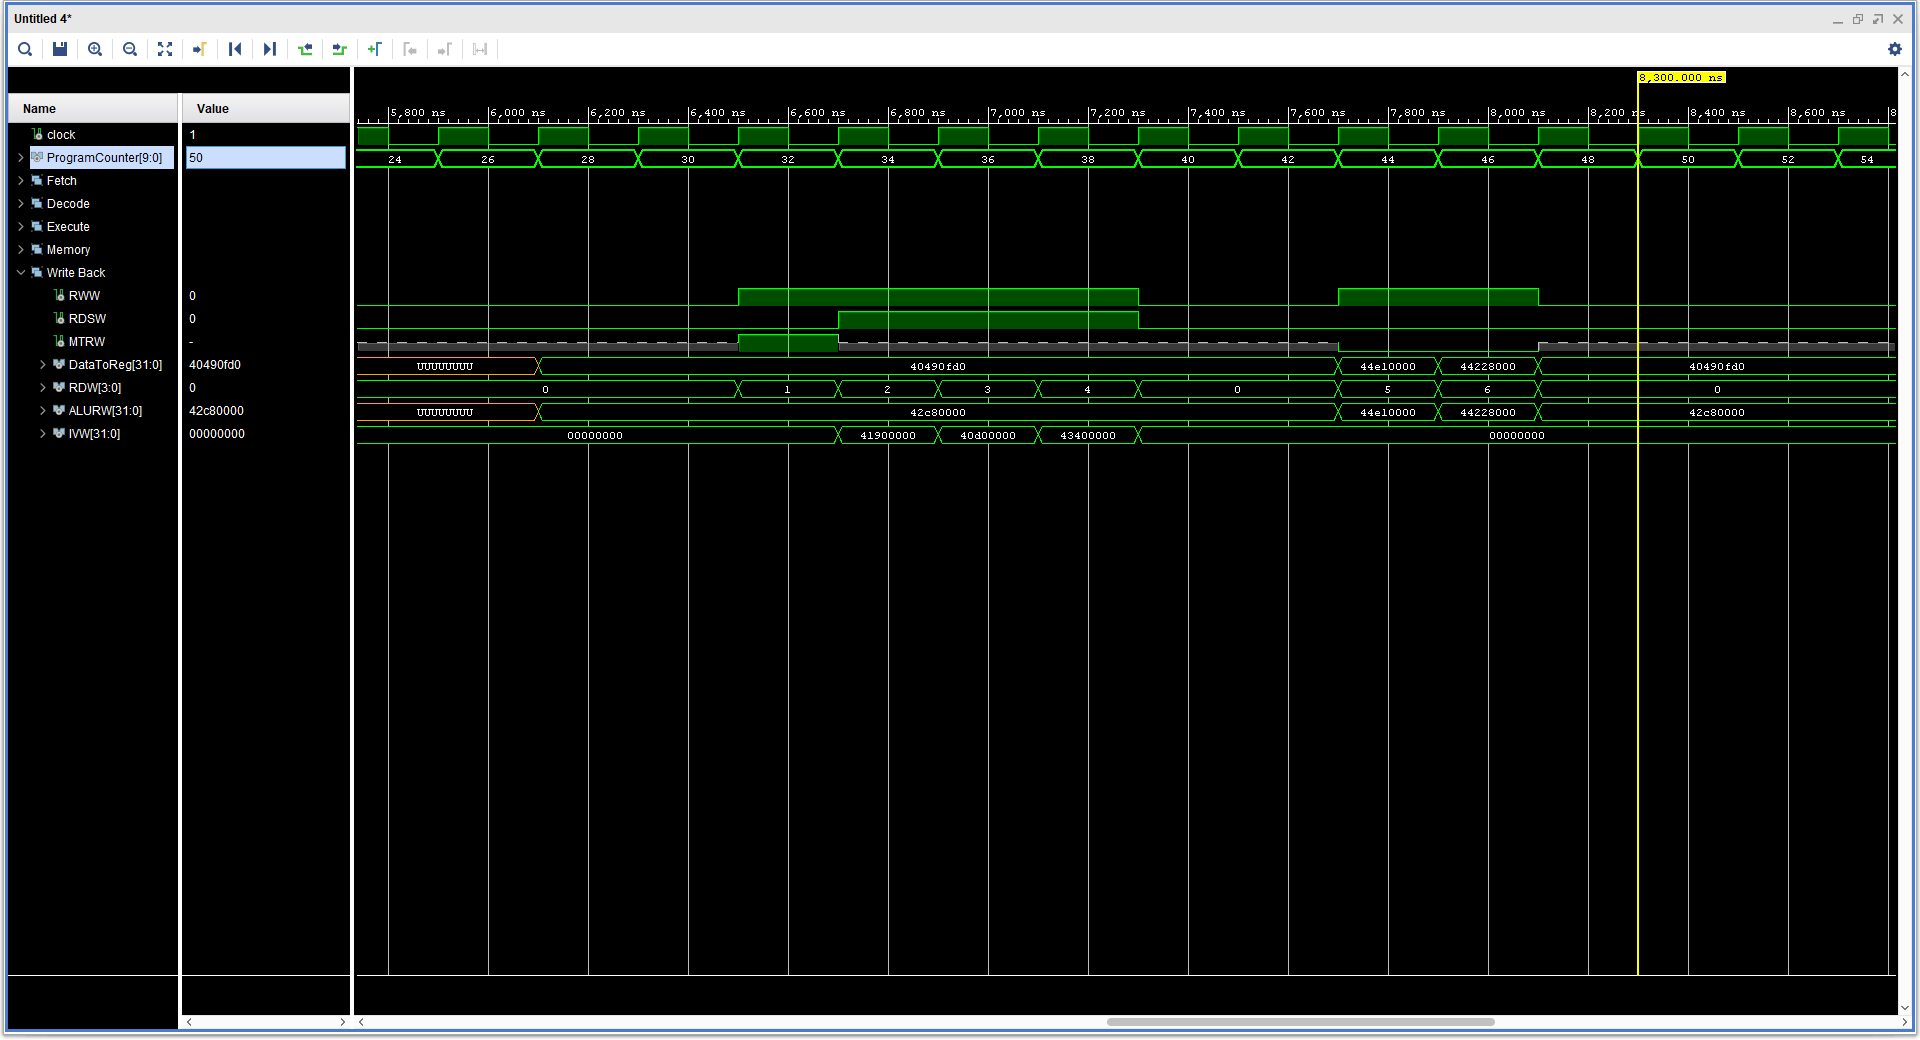 Untitled 4*
8,300.000 ns
Name Value
5,800 ns 6,000 ns 6,200 ns 6,400 ns 6,600 ns 6,800 ns 7,000 ns 7,200 ns 7,400 ns 7,600 ns 7,800 ns 8,000 ns 8,200 ns 8,400 ns 8,600 ns 8
clock 1
ProgramCounter[9:0] 50 24 26 28 30 32 34 36 38 40 42 44 46 48 50 52 54
Fetch
Decode
Execute
Memory
Write Back
RWW 0
RDSW 0
MTRW -
DataToReg[31:0] 40490fd0 UUUUUUUU 40490fd0 44e10000 44228000 40490fd0
RDW[3:0] 0 0 1 2 3 4 0 5 6 0
ALURW[31:0] 42c80000 UUUUUUUU 42c80000 44e10000 44228000 42c80000
IVW[31:0] 00000000 00000000 41900000 40d00000 43400000 00000000